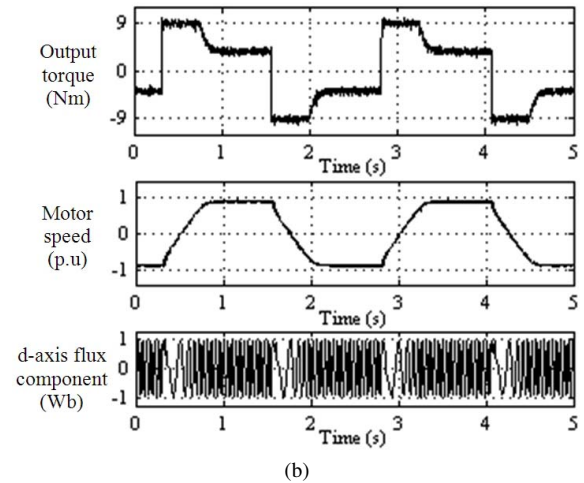 Output
torque
(Nm)
9
0
-9
0 1 2 3 4 5
Time (s)
Motor
speed
(p.u)
1
0
-1
0 1 2 3 4 5
Time (s)
d-axis flux
component
(Wb)
1
0
-1
0 1 2 3 4 5
Time (s)
(b)